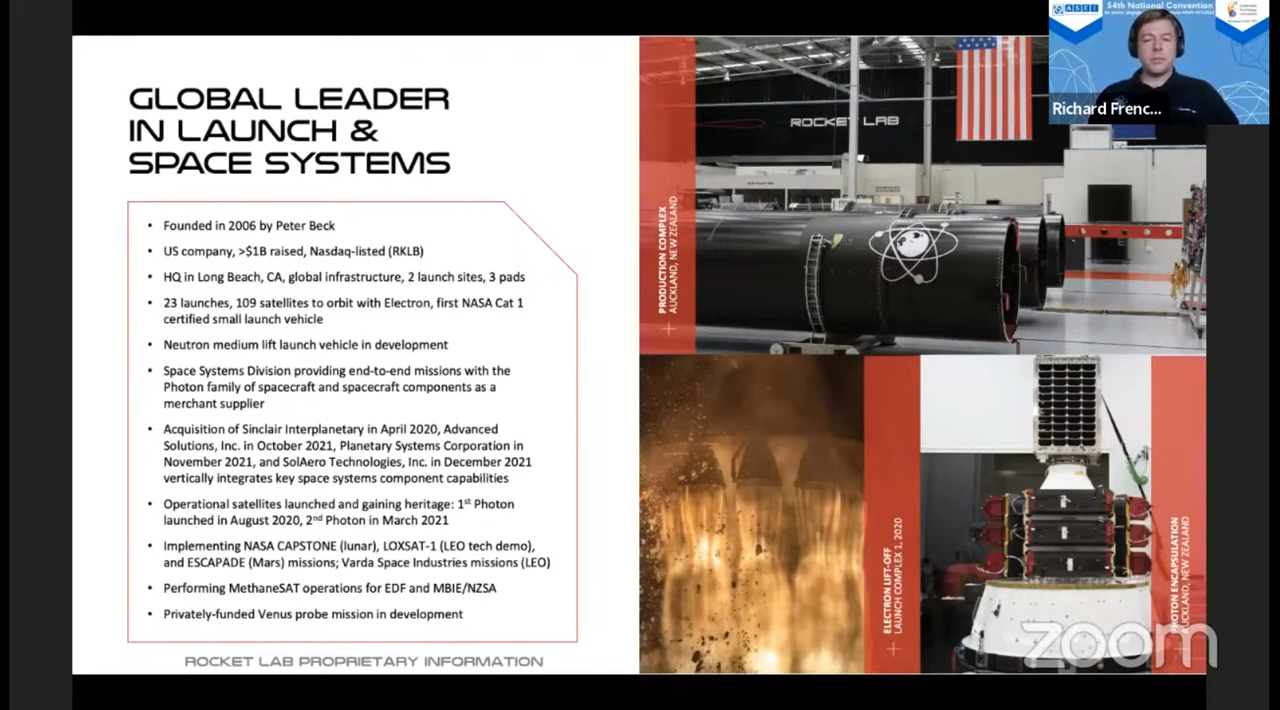 GLOBAL LEADER
IN LAUNCH &
SPACE SYSTEMS
• Founded in 2006 by Peter Beck
• US company, >$1B raised, Nasdaq-listed (RKLB)
• HQ in Long Beach, CA, global infrastructure, 2 launch sites, 3 pads
• 23 launches, 109 satellites to orbit with Electron, first NASA Cat 1
certified small launch vehicle
• Neutron medium lift launch vehicle in development
• Space Systems Division providing end-to-end missions with the
Photon family of spacecraft and spacecraft components as a
merchant supplier
• Acquisition of Sinclair Interplanetary in April 2020, Advanced
Solutions, Inc. in October 2021, Planetary Systems Corporation in
November 2021, and SolAero Technologies, Inc. in December 2021
vertically integrates key space systems component capabilities
• Operational satellites launched and gaining heritage: 1st Photon
launched in August 2020, 2nd Photon in March 2021
• Implementing NASA CAPSTONE (lunar), LOXSAT-1 (LEO tech demo),
and ESCAPADE (Mars) missions; Varda Space Industries missions (LEO)
• Performing MethaneSAT operations for EDF and MBIE/NZSA
• Privately-funded Venus probe mission in development
ROCKET LAB PROPRIETARY INFORMATION
ROCKET LAB
PRODUCTION COMPLEX
AUCKLAND, NEW ZEALAND
ELECTRON LIFT-OFF
LAUNCH COMPLEX 1, 2020
PHOTON ENCAPSULATION
AUCKLAND, NEW ZEALAND
ASEI
34th National Convention
Richard Frenc...
zoom